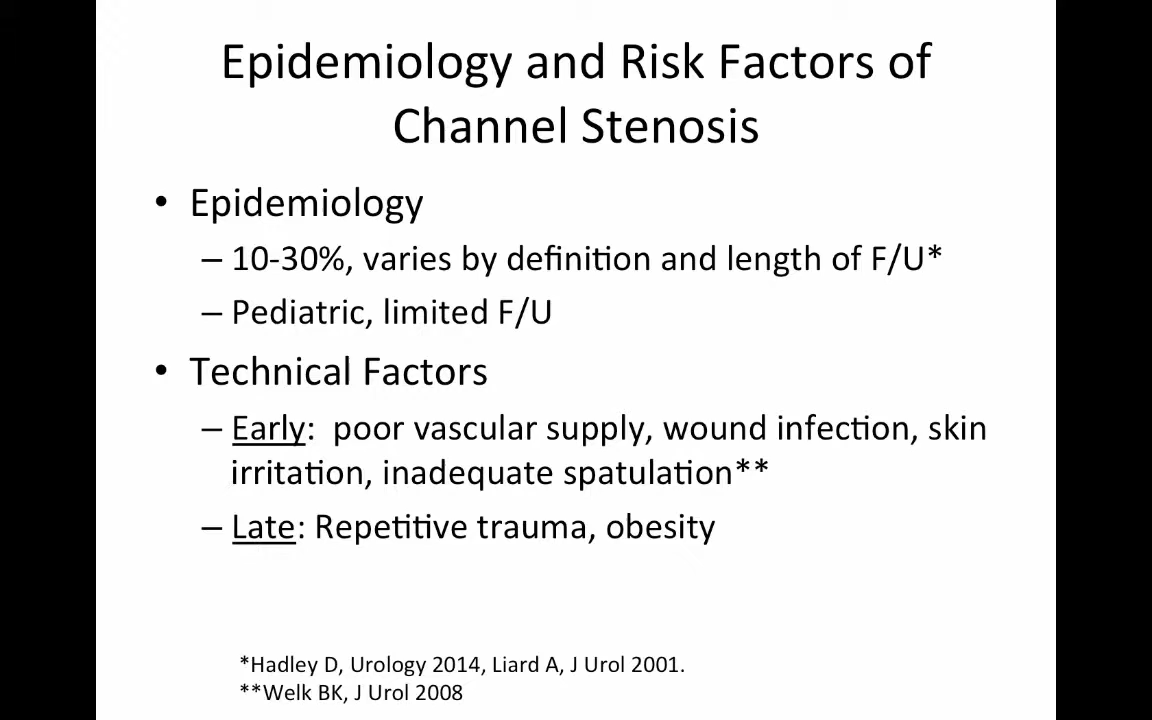 Epidemiology and Risk Factors of
Channel Stenosis
• Epidemiology
– 10-30%, varies by definition and length of F/U*
– Pediatric, limited F/U
• Technical Factors
– Early:  poor vascular supply, wound infection, skin
irritation, inadequate spatulation**
– Late: Repetitive trauma, obesity
*Hadley D, Urology 2014, Liard A, J Urol 2001.
**Welk BK, J Urol 2008